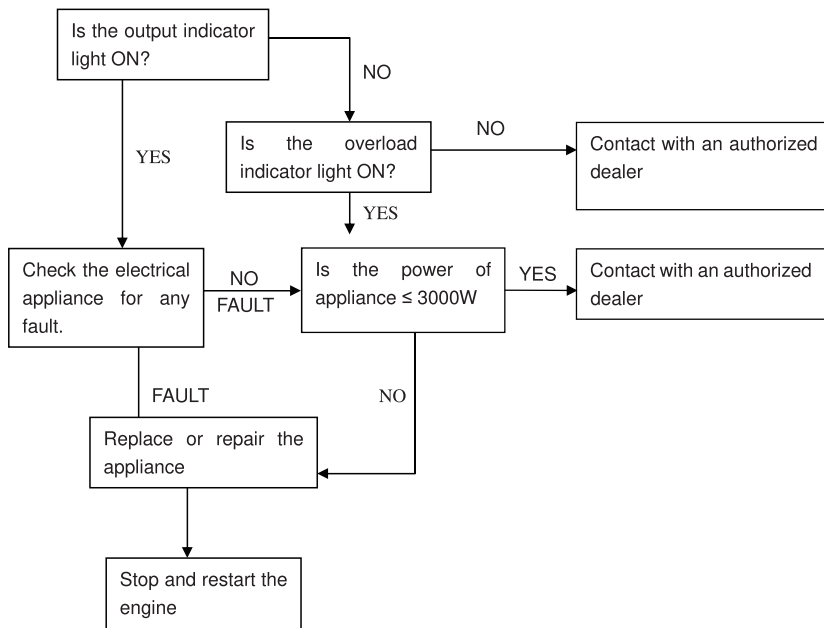 Is the output indicator
light ON?
NO
YES
Is the overload
indicator light ON?
NO
Contact with an authorized
dealer
YES
Check the electrical
appliance for any
fault.
NO
FAULT
Is the power of
appliance ≤ 3000W
YES
Contact with an authorized
dealer
FAULT
NO
Replace or repair the
appliance
Stop and restart the
engine